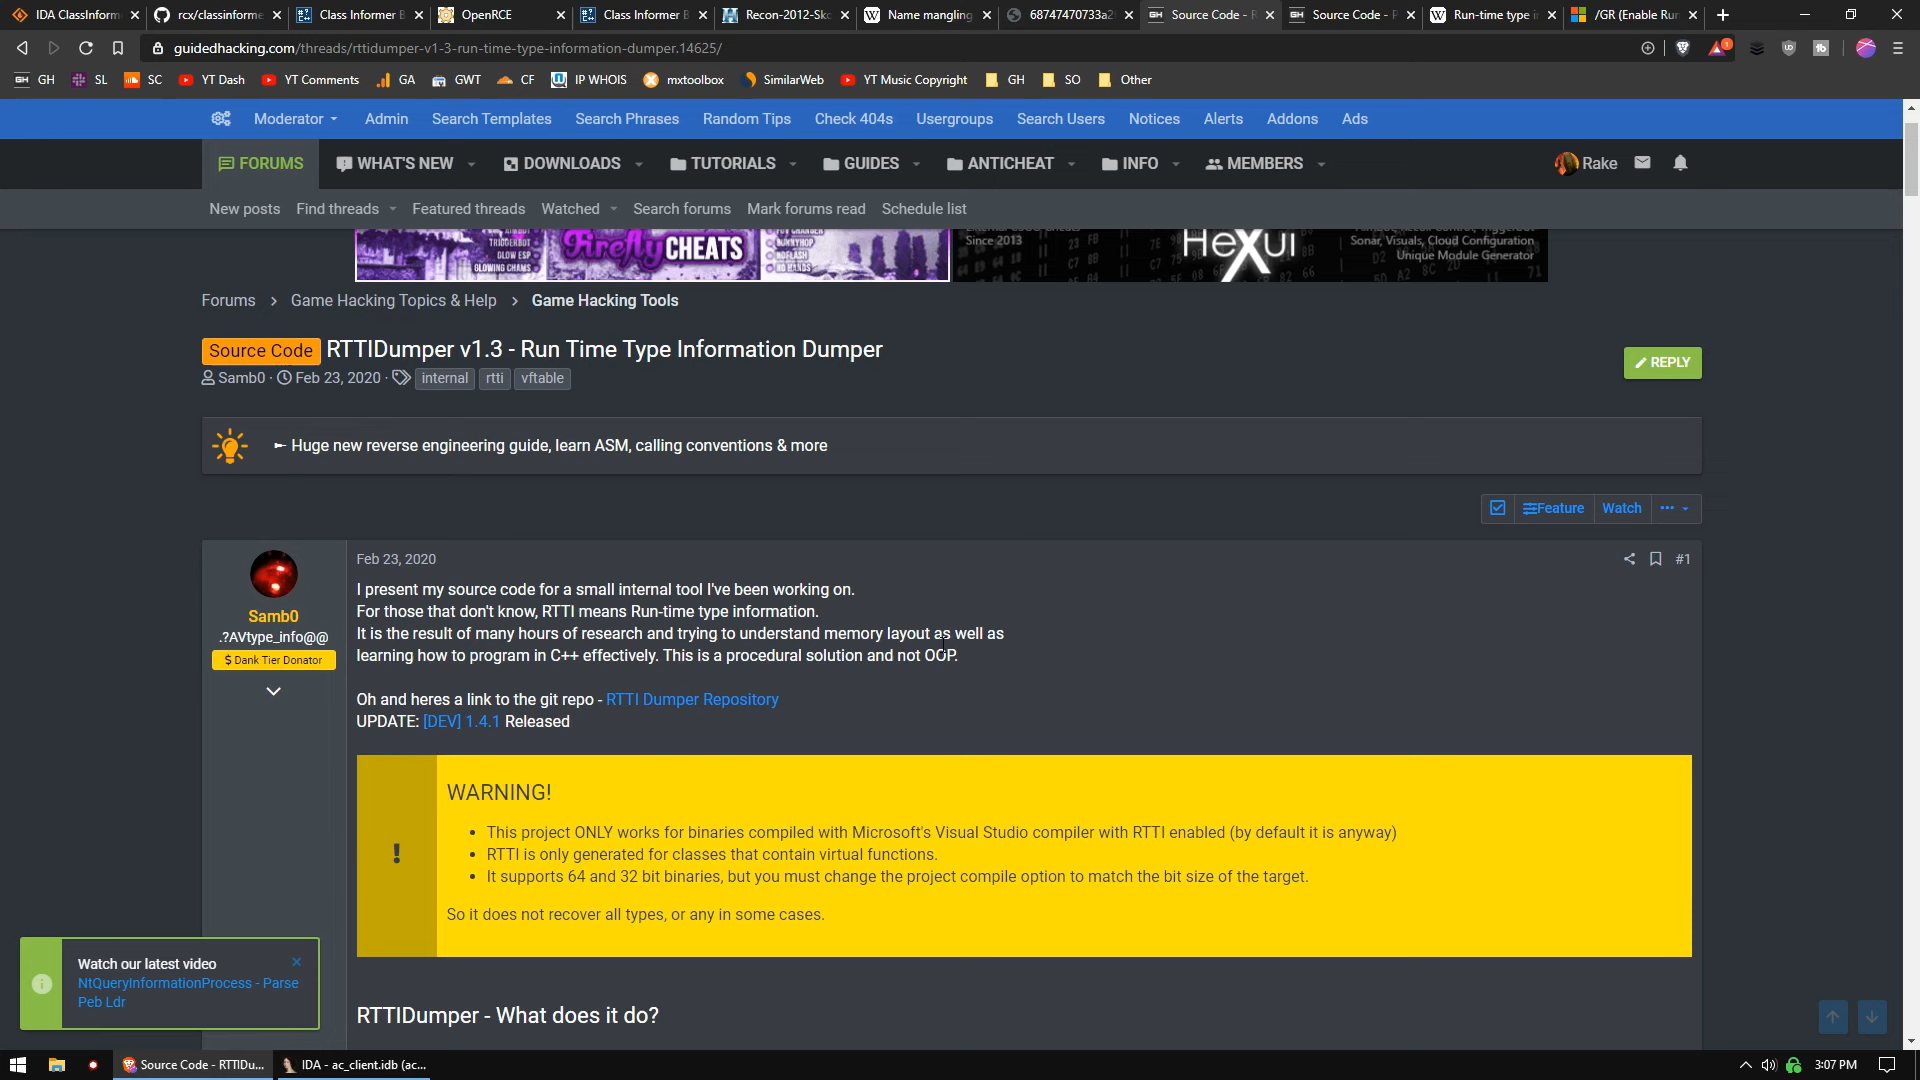 IDA ClassInform
rcx/classinforme
Class Informer
OpenRCE
Class Informer
Recon-2012-Sko
Name mangling
68747470733a2
Source Code - R
Source Code - P
Run-time type i
/GR (Enable Run
guidedhacking.com/threads/rttidumper-v1-3-run-time-type-information-dumper.14625/
GH
SL
SC
YT Dash
YT Comments
GA
GWT
CF
IP WHOIS
mxtoolbox
SimilarWeb
YT Music Copyright
GH
SO
Other
Moderator
Admin
Search Templates
Search Phrases
Random Tips
Check 404s
Usergroups
Search Users
Notices
Alerts
Addons
Ads
FORUMS
WHAT'S NEW
DOWNLOADS
TUTORIALS
GUIDES
ANTICHEAT
INFO
MEMBERS
Rake
New posts
Find threads
Featured threads
Watched
Search forums
Mark forums read
Schedule list
TRIGGERBOT
GLOW ESP
GLOWING CHAMS
Firefly CHEATS
BUNNYHOP
NOFLASH
NO HANDS
Since 2013
HeXui
Sonar, Visuals, Cloud Configuration
Unique Module Generator
Forums > Game Hacking Topics & Help > Game Hacking Tools
Source Code RTTIDumper v1.3 - Run Time Type Information Dumper
Samb0 · Feb 23, 2020 · internal rtti vftable
REPLY
Huge new reverse engineering guide, learn ASM, calling conventions & more
Feature
Watch
Feb 23, 2020
#1
Samb0
.?AVtype_info@@
$ Dank Tier Donator
I present my source code for a small internal tool I've been working on.
For those that don't know, RTTI means Run-time type information.
It is the result of many hours of research and trying to understand memory layout as well as
learning how to program in C++ effectively. This is a procedural solution and not OOP.
Oh and heres a link to the git repo - RTTI Dumper Repository
UPDATE: [DEV] 1.4.1 Released
!
WARNING!
• This project ONLY works for binaries compiled with Microsoft's Visual Studio compiler with RTTI enabled (by default it is anyway)
• RTTI is only generated for classes that contain virtual functions.
• It supports 64 and 32 bit binaries, but you must change the project compile option to match the bit size of the target.
So it does not recover all types, or any in some cases.
RTTIDumper - What does it do?
Watch our latest video
NtQueryInformationProcess - Parse
Peb Ldr
Source Code - RTTIDu...
IDA - ac_client.idb (ac...
3:07 PM